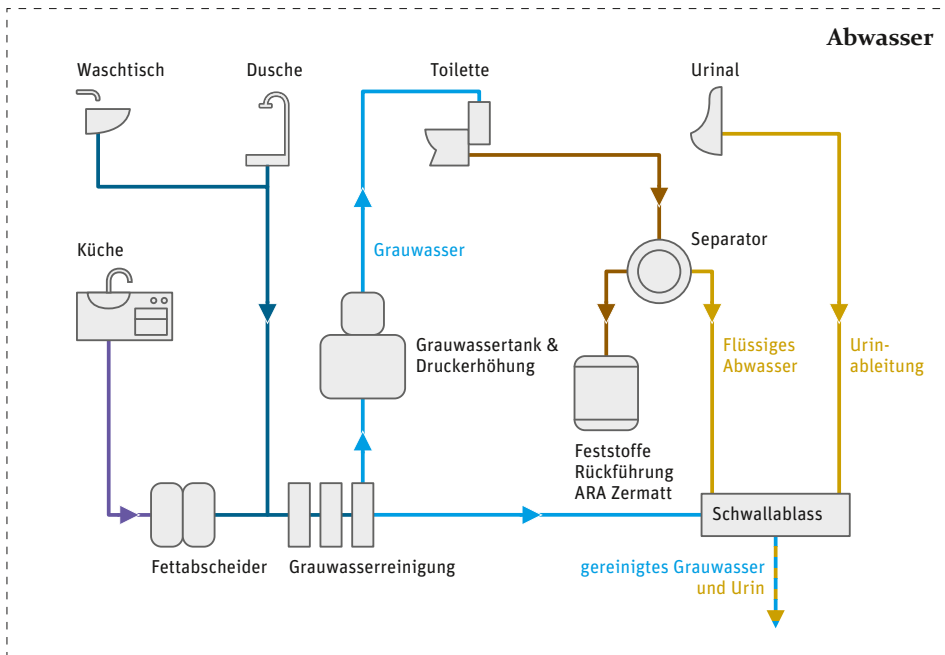 Abwasser
Waschtisch
Dusche
Toilette
Urinal
Küche
Grauwasser
Separator
Grauwassertank &
Druckerhöhung
Flüssiges
Abwasser
Urin-
ableitung
Feststoffe
Rückführung
ARA Zermatt
Schwallablass
Fettabscheider
Grauwasserreinigung
gereinigtes Grauwasser
und Urin